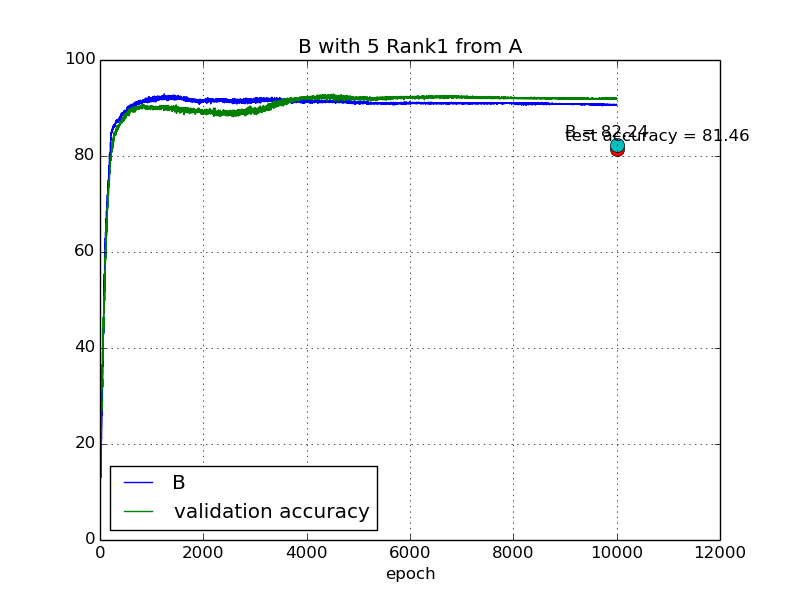 B with 5 Rank1 from A
100
80
60
40
20
0
B = 82.24
test accuracy = 81.46
B
validation accuracy
0 2000 4000 6000 8000 10000 12000
epoch